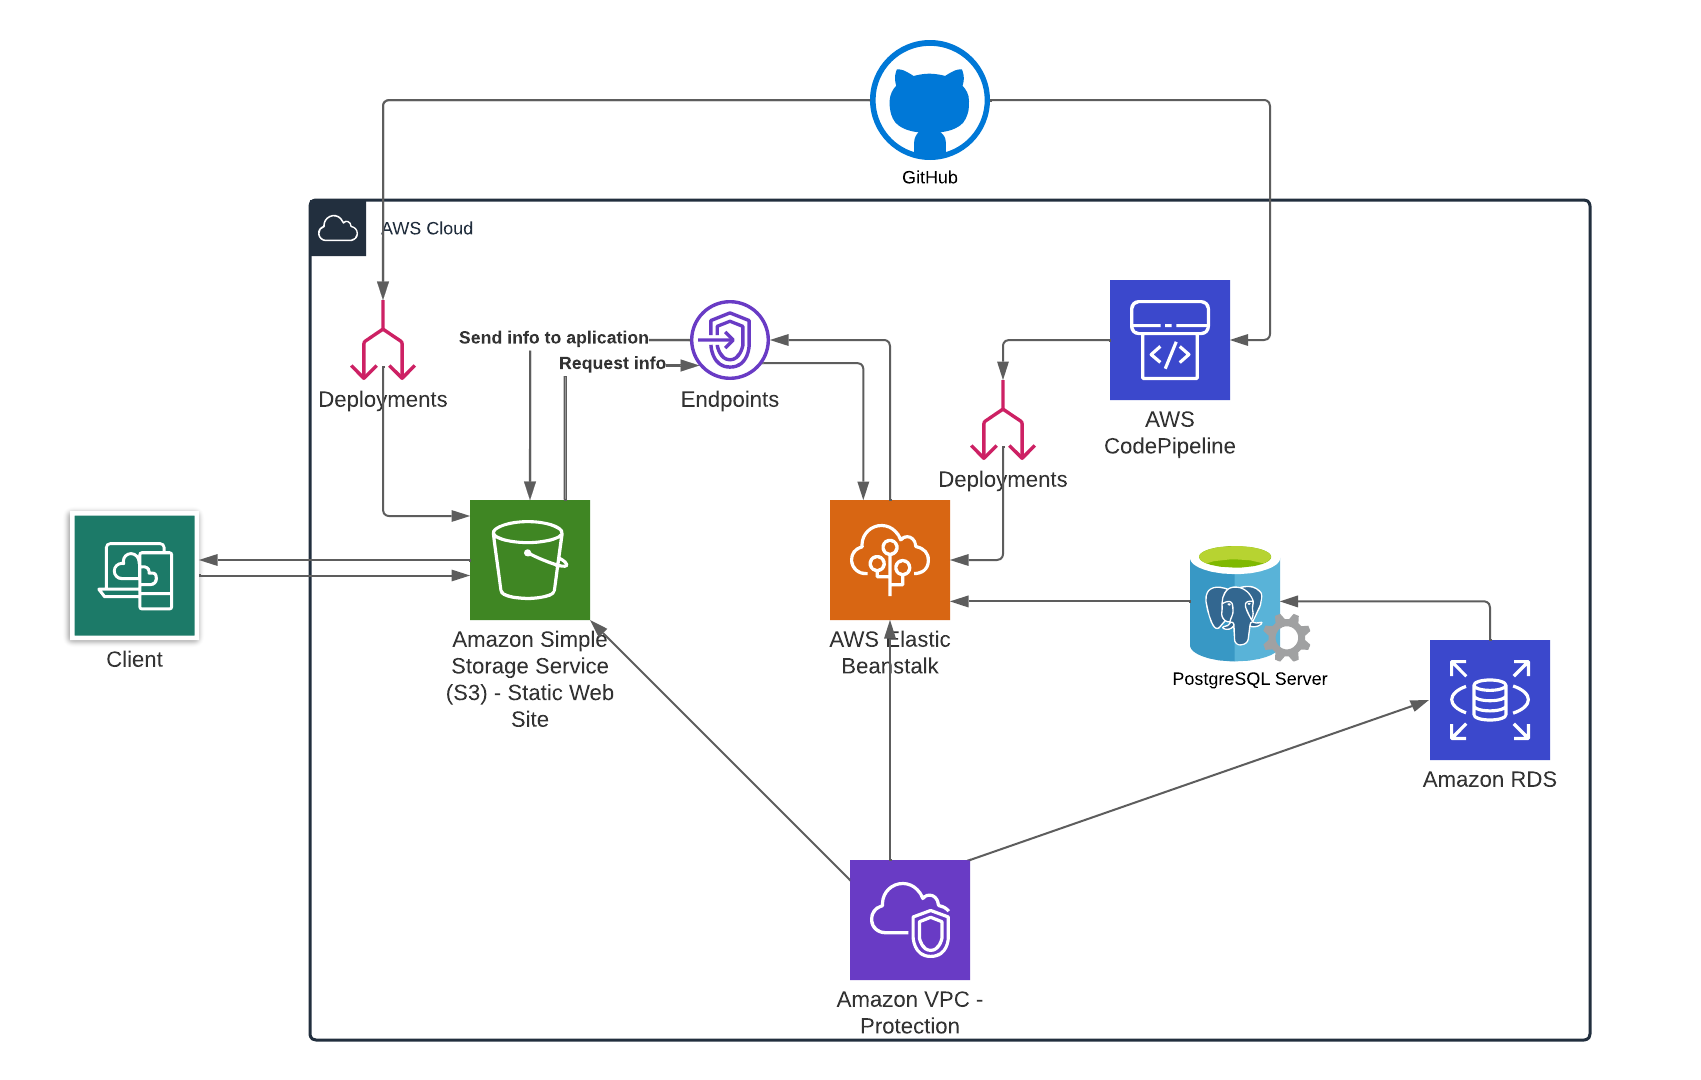 GitHub
AWS Cloud
Send info to aplication
Request info
Deployments
Endpoints
AWS
CodePipeline
Deployments
Client
Amazon Simple
Storage Service
(S3) - Static Web
Site
AWS Elastic
Beanstalk
PostgreSQL Server
Amazon RDS
Amazon VPC -
Protection